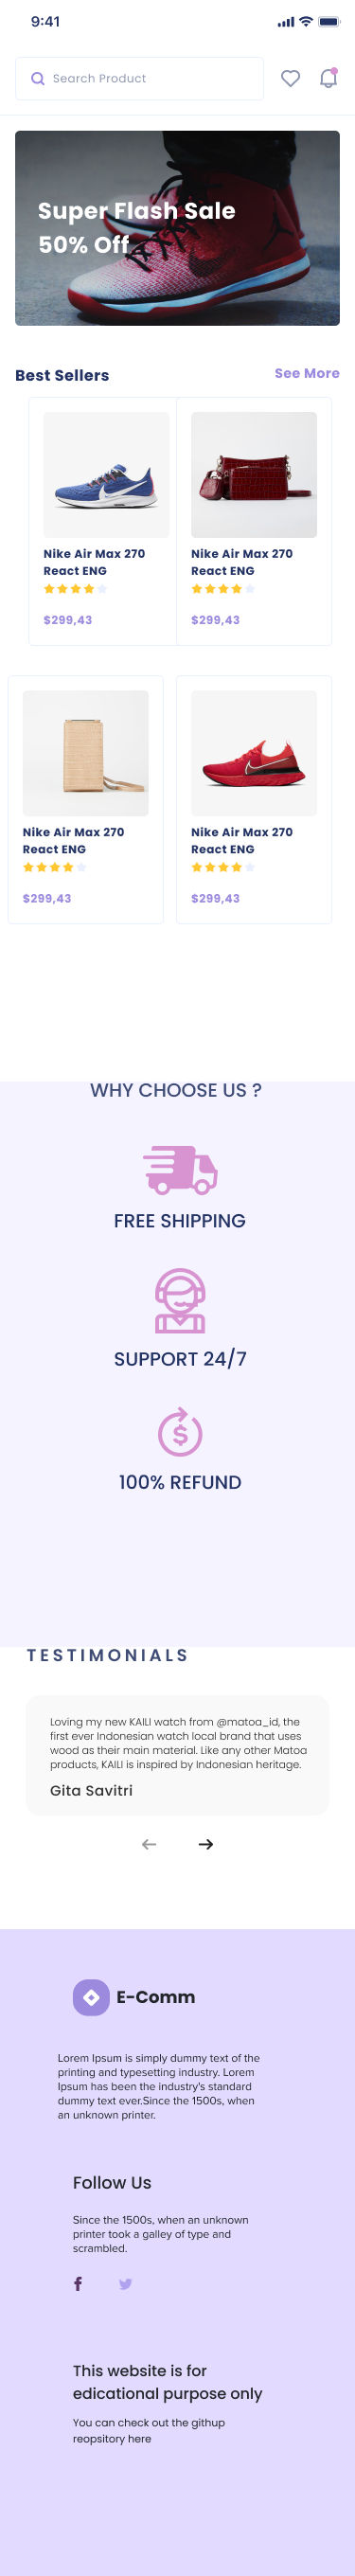 9:41
Search Product
Super Flash Sale
50% Off
Best Sellers
See More
Nike Air Max 270
React ENG
$299,43
Nike Air Max 270
React ENG
$299,43
Nike Air Max 270
React ENG
$299,43
Nike Air Max 270
React ENG
$299,43
WHY CHOOSE US ?
FREE SHIPPING
SUPPORT 24/7
100% REFUND
TESTIMONIALS
Loving my new KAILI watch from @matoa_id, the
first ever Indonesian watch local brand that uses
wood as their main material. Like any other Matoa
products, KAILI is inspired by Indonesian heritage.
Gita Savitri
E-Comm
Lorem Ipsum is simply dummy text of the
printing and typesetting industry. Lorem
Ipsum has been the industry's standard
dummy text ever.Since the 1500s, when
an unknown printer.
Follow Us
Since the 1500s, when an unknown
printer took a galley of type and
scrambled.
This website is for
edicational purpose only
You can check out the githup
reopsitory here